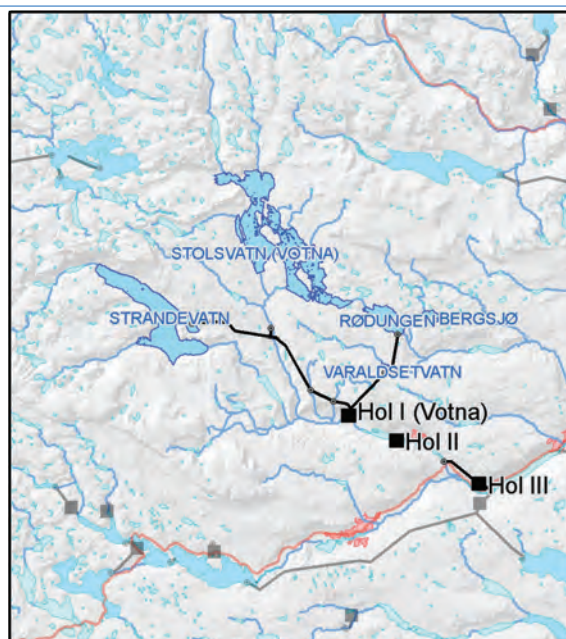 STOLSVATN (VOTNA)
STRANDEVATN
RØDUNGEN BERGSJØ
VARALDSETVATN
Hol I (Votna)
Hol II
Hol III